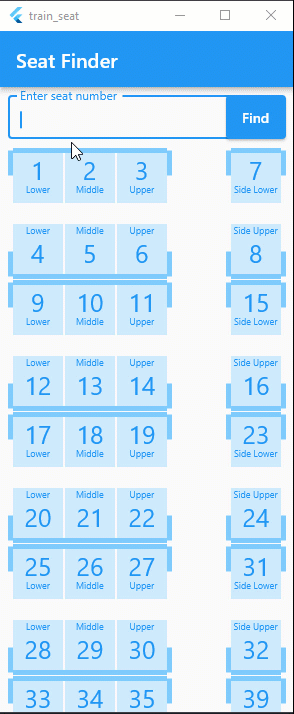 train_seat
Seat Finder
Enter seat number
Find
1 2 3 7
Lower Middle Upper Side Lower
Lower Middle Upper Side Upper
4 5 6 8
9 10 11 15
Lower Middle Upper Side Lower
Lower Middle Upper Side Upper
12 13 14 16
17 18 19 23
Lower Middle Upper Side Lower
Lower Middle Upper Side Upper
20 21 22 24
25 26 27 31
Lower Middle Upper Side Lower
Lower Middle Upper Side Upper
28 29 30 32
33 34 35 39